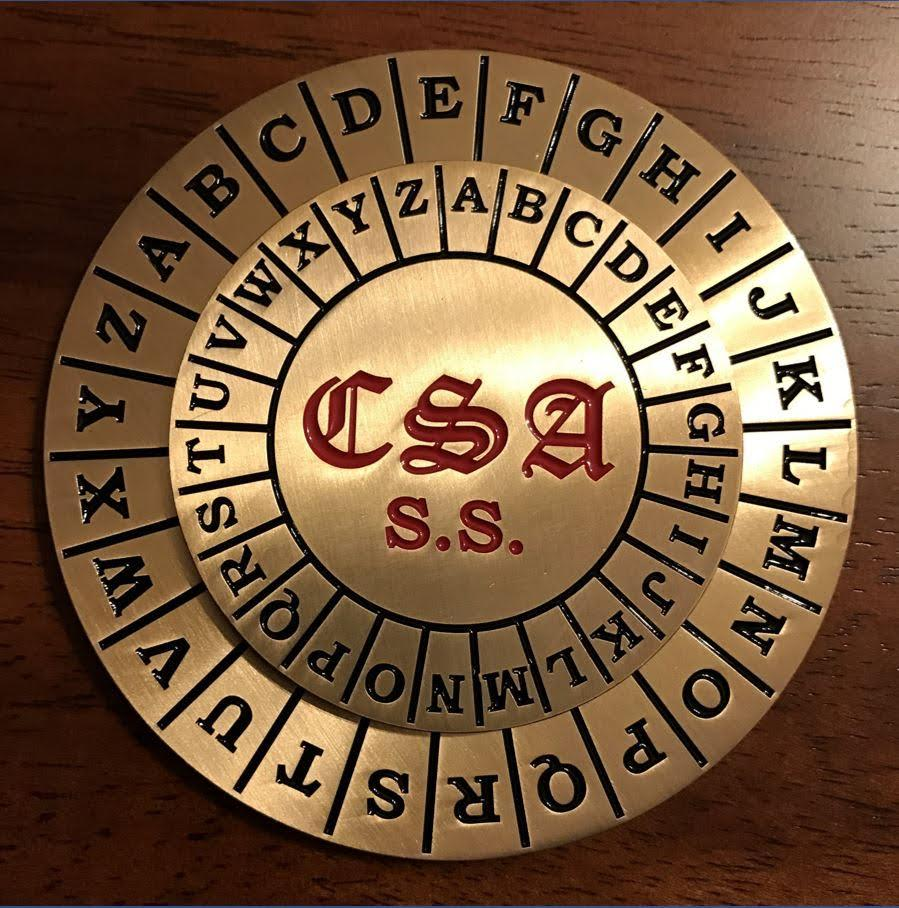 A B C D E F G H I J K L M N O P Q R S T U V W X Y Z
A B C D E F G H I J K L M N O P Q R S T U V W X Y Z
CSA
S.S.